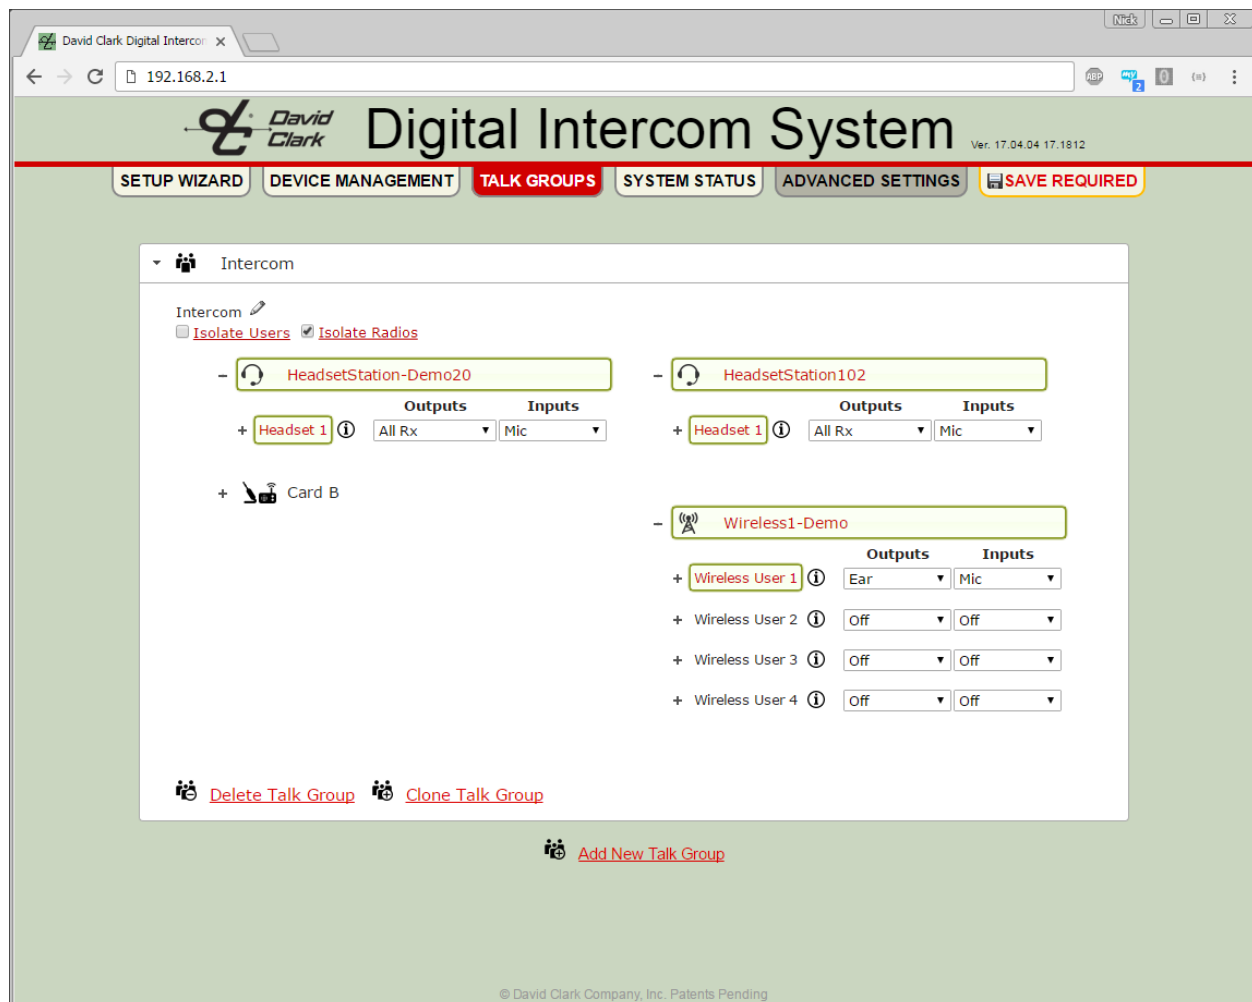 Nick
David Clark Digital Intercor
192.168.2.1
ABP
2
David Clark
Digital Intercom System
Ver. 17.04.04 17.1812
SETUP WIZARD DEVICE MANAGEMENT TALK GROUPS SYSTEM STATUS ADVANCED SETTINGS SAVE REQUIRED
Intercom
Intercom
Isolate Users Isolate Radios
HeadsetStation-Demo20
Outputs Inputs
Headset 1 All Rx Mic
Card B
HeadsetStation102
Outputs Inputs
Headset 1 All Rx Mic
Wireless1-Demo
Outputs Inputs
Wireless User 1 Ear Mic
Wireless User 2 Off Off
Wireless User 3 Off Off
Wireless User 4 Off Off
Delete Talk Group Clone Talk Group
Add New Talk Group
© David Clark Company, Inc. Patents Pending